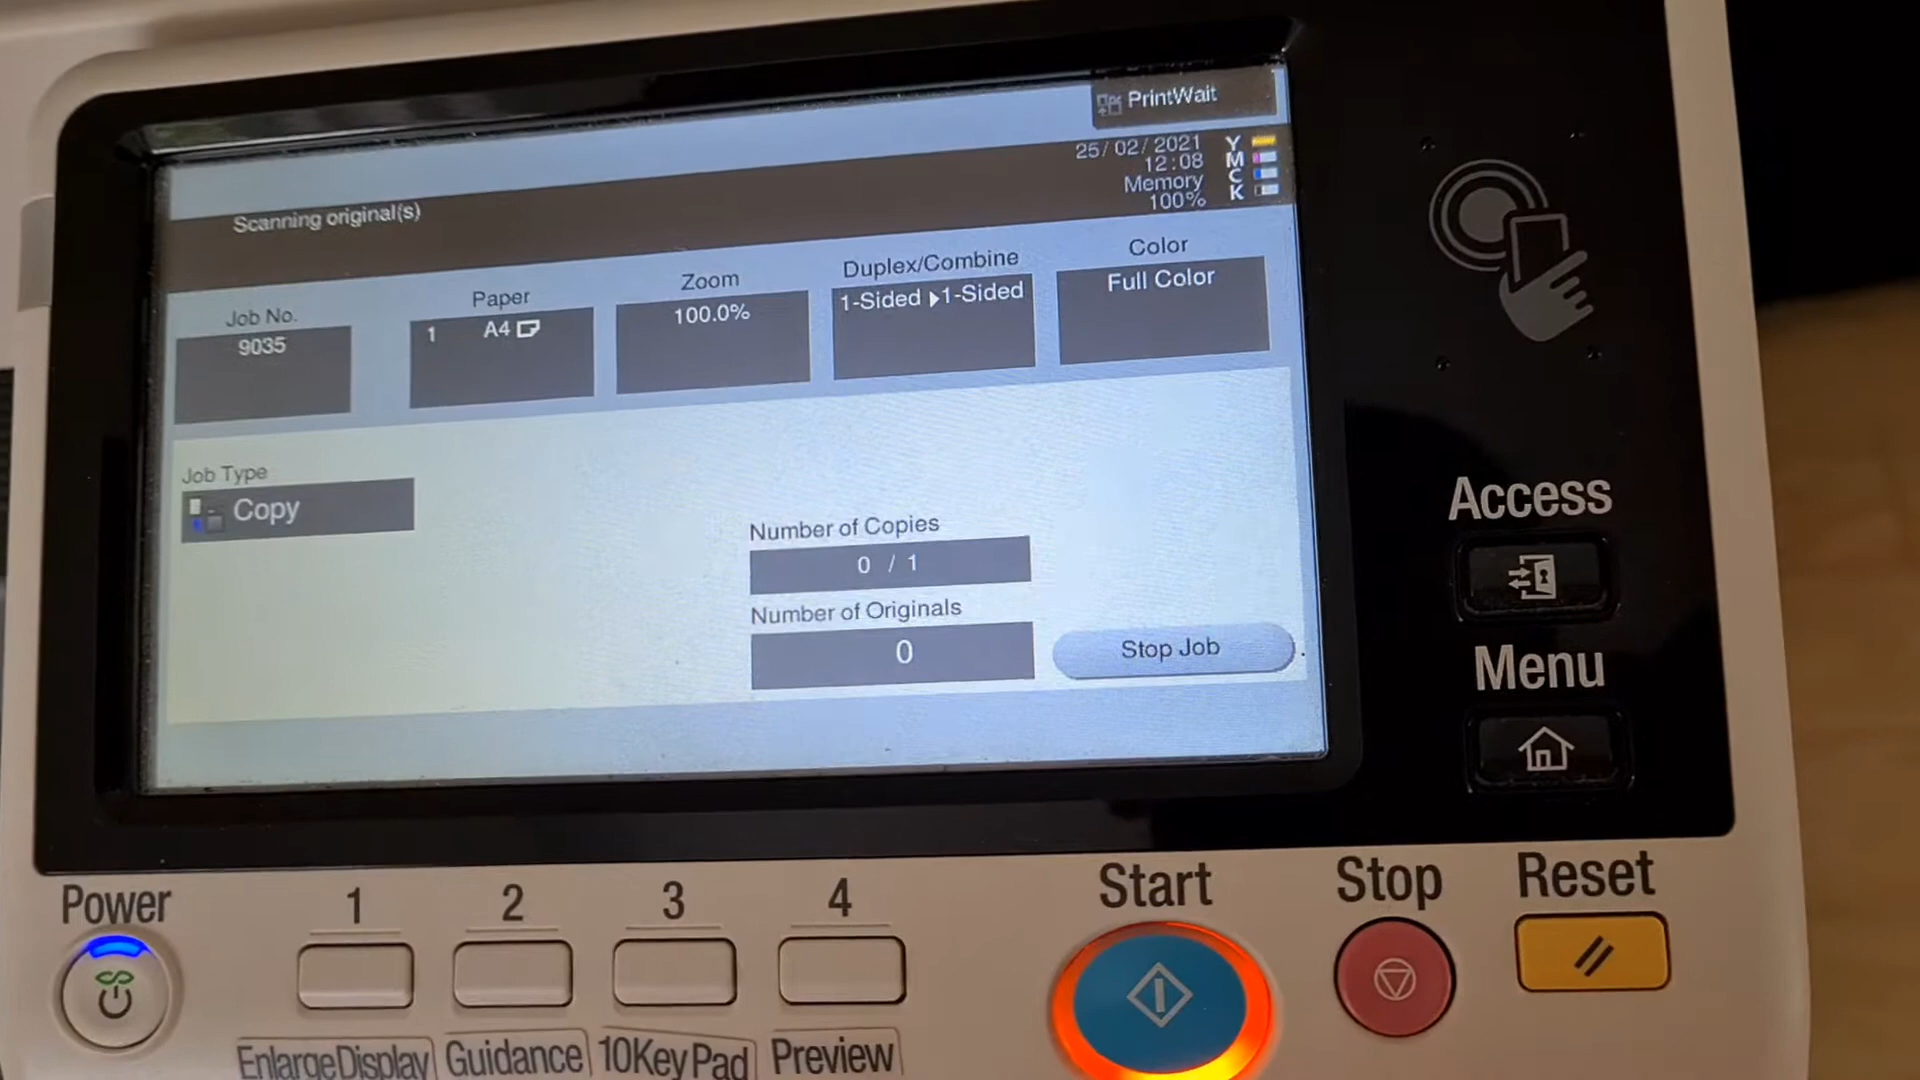 PrintWait
25/02/2021
12:08
Memory
100%
Y
M
C
K
Scanning original(s)
Job No.
9035
Paper
1 A4
Zoom
100.0%
Duplex/Combine
1-Sided ▶1-Sided
Color
Full Color
Job Type
Copy
Number of Copies
0 / 1
Number of Originals
0
Stop Job
Access
Menu
Power
1
2
3
4
Start
Stop
Reset
EnlargeDisplay
Guidance
10KeyPad
Preview